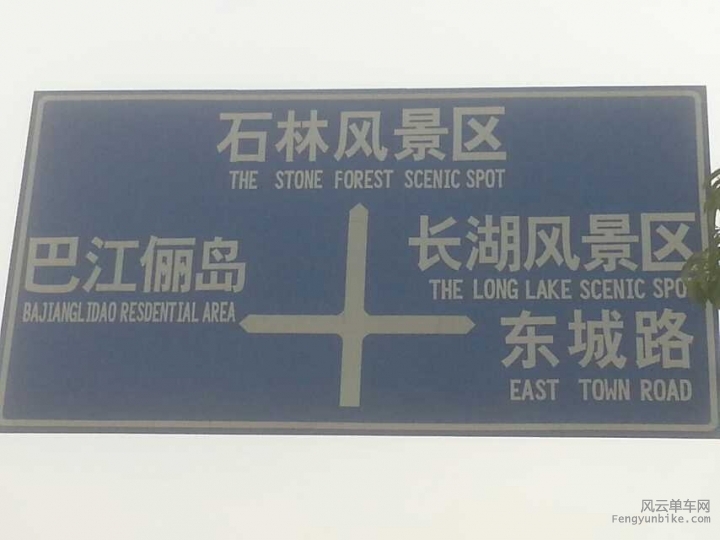 石林风景区
THE STONE FOREST SCENIC SPOT
巴江俪岛
BAJIANGLIDAO RESDENTIAL AREA
长湖风景区
THE LONG LAKE SCENIC SPOT
东城路
EAST TOWN ROAD
风云单车网
Fengyunbike.com